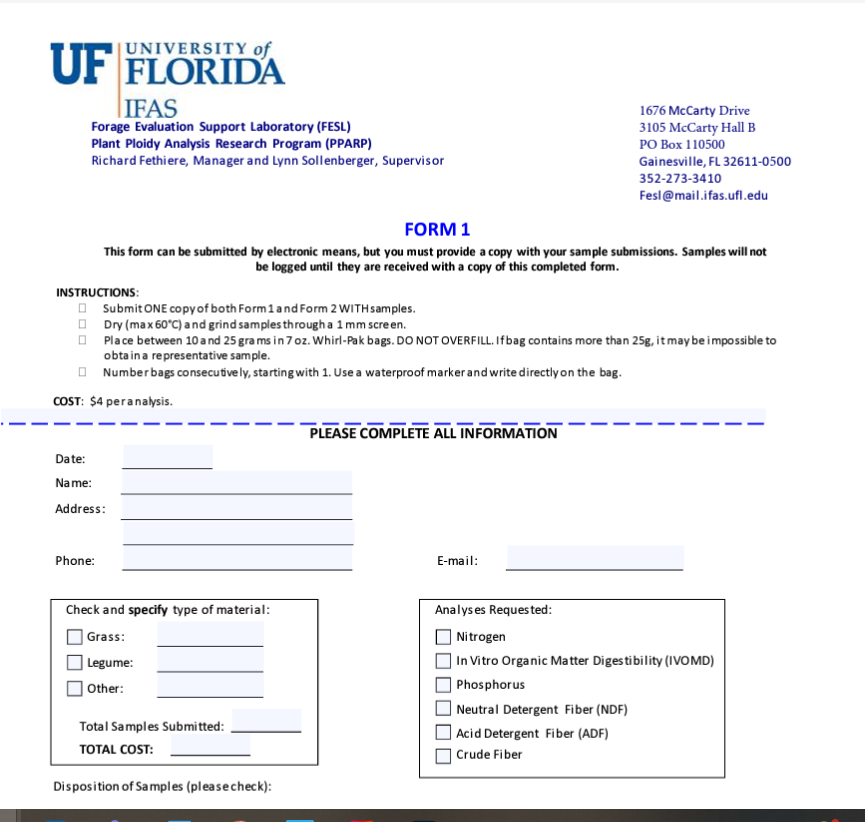 UF UNIVERSITY of
FLORIDA
IFAS
Forage Evaluation Support Laboratory (FESL)
Plant Ploidy Analysis Research Program (PPARP)
Richard Fethiere, Manager and Lynn Sollenberger, Supervisor
1676 McCarty Drive
3105 McCarty Hall B
PO Box 110500
Gainesville, FL 32611-0500
352-273-3410
Fesl@mail.ifas.ufl.edu
FORM 1
This form can be submitted by electronic means, but you must provide a copy with your sample submissions. Samples will not
be logged until they are received with a copy of this completed form.
INSTRUCTIONS:
Submit ONE copy of both Form 1 and Form 2 WITH samples.
Dry (max 60°C) and grind samples through a 1 mm screen.
Place between 10 and 25 grams in 7 oz. Whirl-Pak bags. DO NOT OVERFILL. If bag contains more than 25g, it may be impossible to
obtain a representative sample.
Number bags consecutively, starting with 1. Use a waterproof marker and write directly on the bag.
COST: $4 per analysis.
PLEASE COMPLETE ALL INFORMATION
Date:
Name:
Address:
Phone:
E-mail:
Check and specify type of material:
Grass:
Legume:
Other:
Total Samples Submitted:
TOTAL COST:
Analyses Requested:
Nitrogen
In Vitro Organic Matter Digestibility (IVOMD)
Phosphorus
Neutral Detergent Fiber (NDF)
Acid Detergent Fiber (ADF)
Crude Fiber
Disposition of Samples (please check):